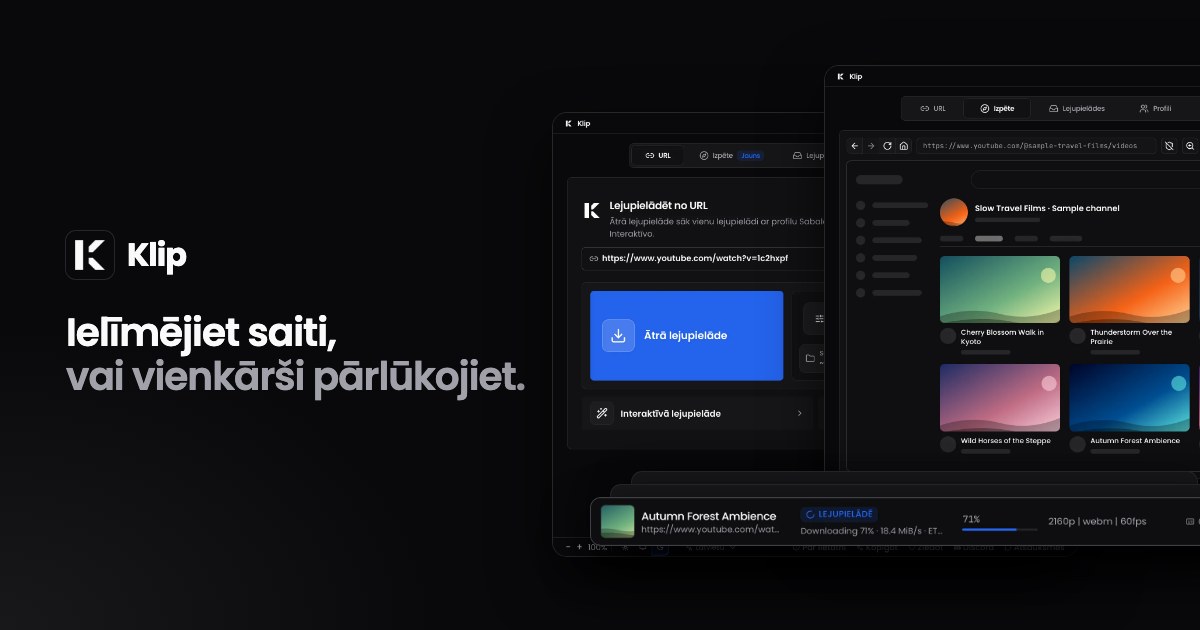 Klip
Ielīmējiet saiti,
vai vienkārši pārlūkojiet.
Klip
URL
Izpēte Jauns
Lejupielādēt no URL
Ātrā lejupielāde sāk vienu lejupielādi ar profilu
Interaktīvo.
https://www.youtube.com/watch?v=1c2hxpf
Ātrā lejupielāde
Interaktīvā lejupielāde
Klip
URL
Izpēte
Lejupielādes
Profili
https://www.youtube.com/@sample-travel-films/videos
Slow Travel Films · Sample channel
Cherry Blossom Walk in
Kyoto
Thunderstorm Over the
Prairie
Wild Horses of the Steppe
Autumn Forest Ambience
Autumn Forest Ambience
https://www.youtube.com/wat...
LEJUPIELĀDĒ
Downloading 71% · 18.4 MiB/s · ET...
71%
2160p | webm | 60fps
− + 100%